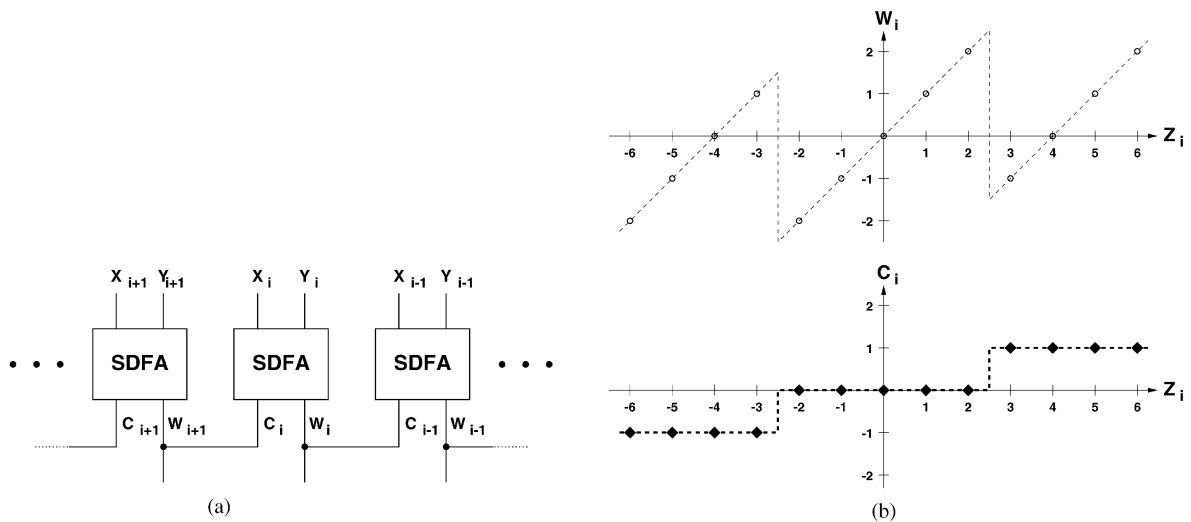 X i+1 Y i+1 X i Y i X i-1 Y i-1
• • • SDFA SDFA SDFA • • •
C i+1 W i+1 C i W i C i-1 W i-1
(a)
W i
2
1
-6 -5 -4 -3 -2 -1 1 2 3 4 5 6 Z i
-1
-2
C i
2
1
-6 -5 -4 -3 -2 -1 1 2 3 4 5 6 Z i
-1
-2
(b)